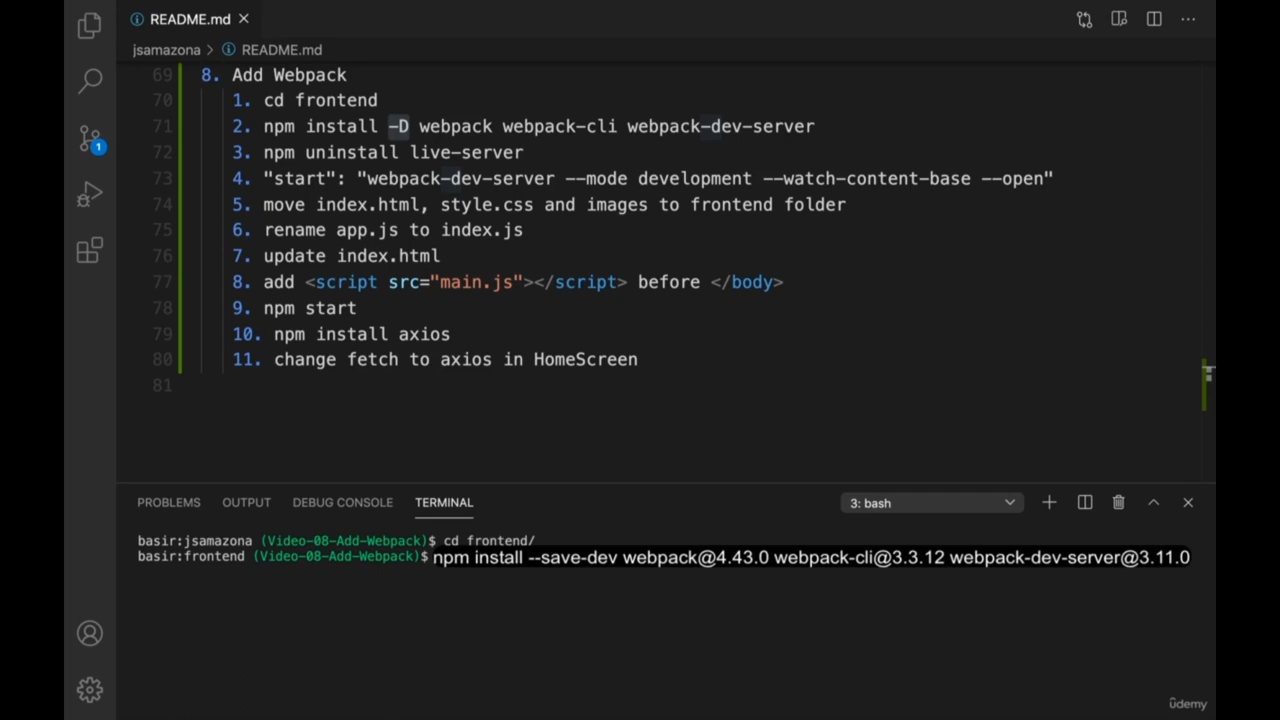 README.md
jsamazona > README.md
69 8. Add Webpack
70 1. cd frontend
71 2. npm install -D webpack webpack-cli webpack-dev-server
72 3. npm uninstall live-server
73 4. "start": "webpack-dev-server --mode development --watch-content-base --open"
74 5. move index.html, style.css and images to frontend folder
75 6. rename app.js to index.js
76 7. update index.html
77 8. add <script src="main.js"></script> before </body>
78 9. npm start
79 10. npm install axios
80 11. change fetch to axios in HomeScreen
81
1
PROBLEMS OUTPUT DEBUG CONSOLE TERMINAL 3: bash
basir:jsamazona (Video-08-Add-Webpack)$ cd frontend/
basir:frontend (Video-08-Add-Webpack)$ npm install --save-dev webpack@4.43.0 webpack-cli@3.3.12 webpack-dev-server@3.11.0
ûdemy